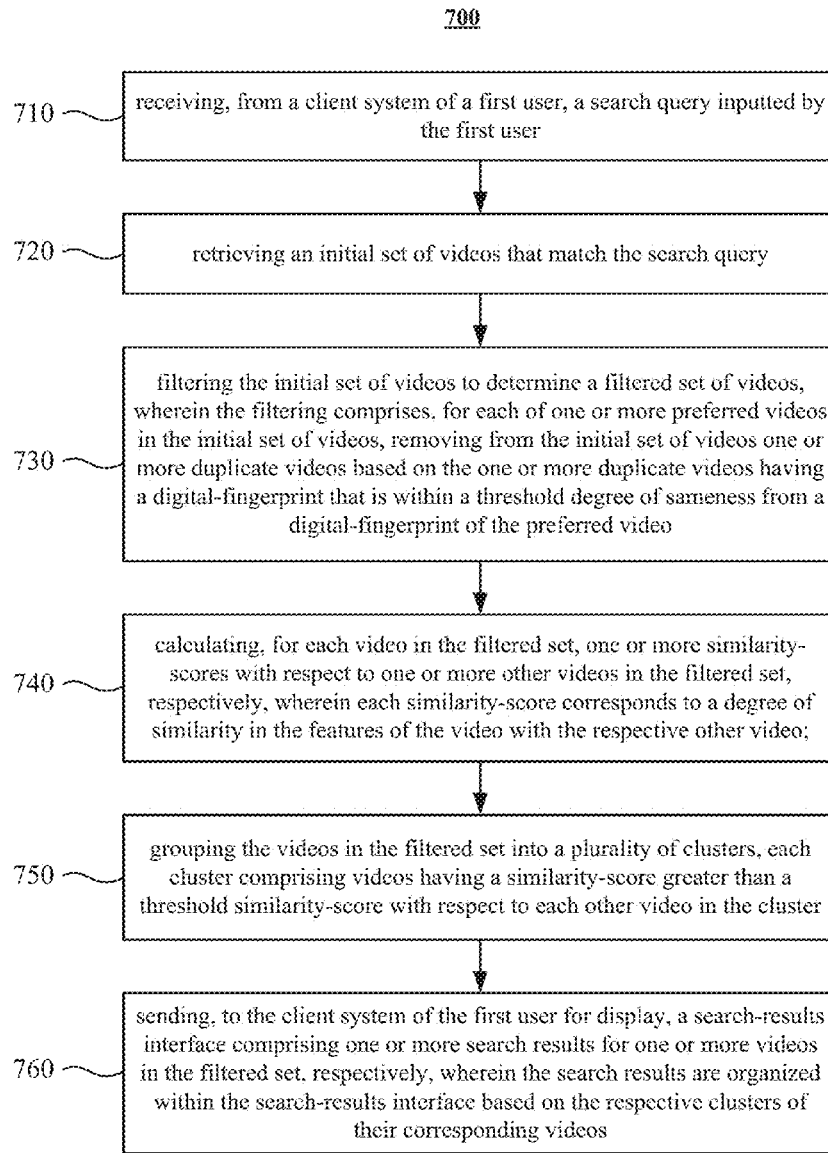 700
710
receiving, from a client system of a first user, a search query inputted by
the first user
720
retrieving an initial set of videos that match the search query
730
filtering the initial set of videos to determine a filtered set of videos,
wherein the filtering comprises, for each of one or more preferred videos
in the initial set of videos, removing from the initial set of videos one or
more duplicate videos based on the one or more duplicate videos having
a digital-fingerprint that is within a threshold degree of sameness from a
digital-fingerprint of the preferred video
740
calculating, for each video in the filtered set, one or more similarity-
scores with respect to one or more other videos in the filtered set,
respectively, wherein each similarity-score corresponds to a degree of
similarity in the features of the video with the respective other video;
750
grouping the videos in the filtered set into a plurality of clusters, each
cluster comprising videos having a similarity-score greater than a
threshold similarity-score with respect to each other video in the cluster
760
sending, to the client system of the first user for display, a search-results
interface comprising one or more search results for one or more videos
in the filtered set, respectively, wherein the search results are organized
within the search-results interface based on the respective clusters of
their corresponding videos